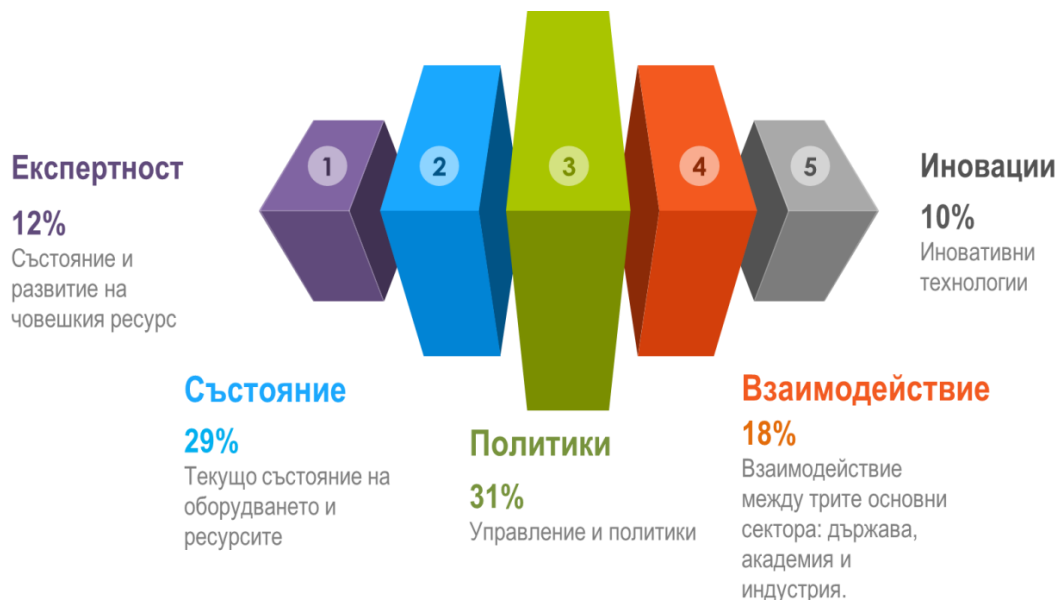 1
2
3
4
5
Експертност
12%
Състояние и
развитие на
човешкия ресурс
Състояние
29%
Текущо състояние на
оборудването и
ресурсите
Политики
31%
Управление и политики
Взаимодействие
18%
Взаимодействие
между трите основни
сектора: държава,
академия и
индустрия.
Иновации
10%
Иновативни
технологии